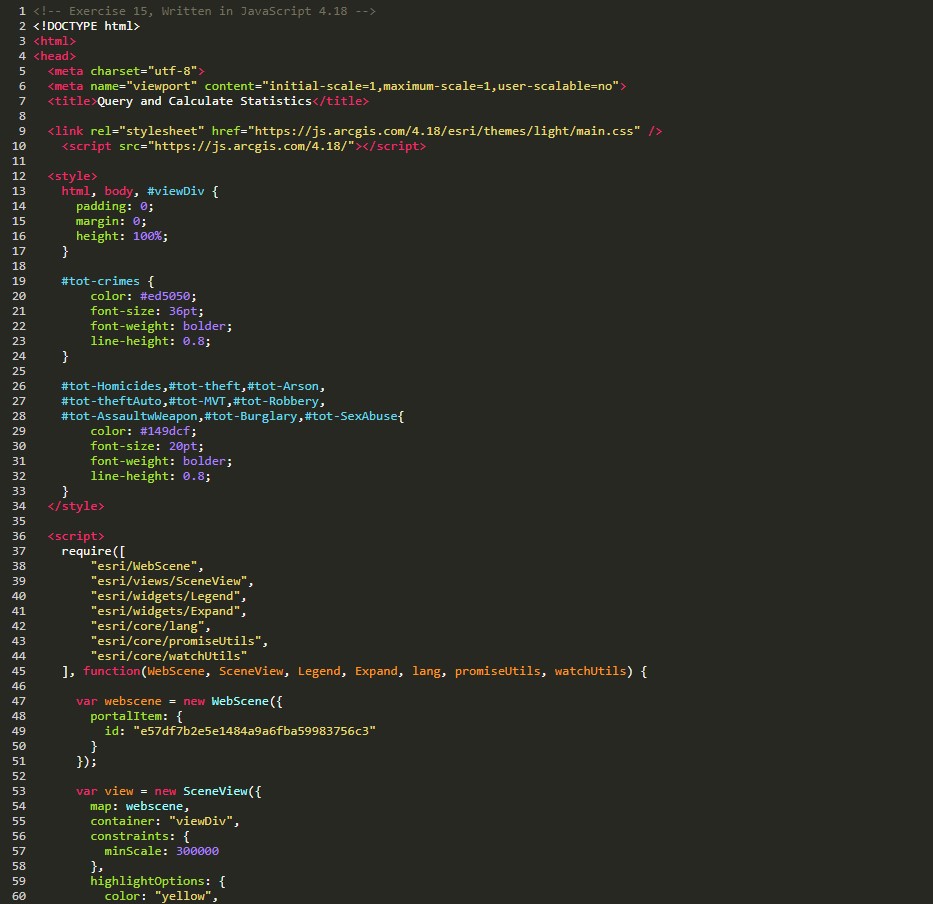 1 <!-- Exercise 15, Written in JavaScript 4.18 -->
2 <!DOCTYPE html>
3 <html>
4 <head>
5   <meta charset="utf-8">
6   <meta name="viewport" content="initial-scale=1,maximum-scale=1,user-scalable=no">
7   <title>Query and Calculate Statistics</title>
8
9   <link rel="stylesheet" href="https://js.arcgis.com/4.18/esri/themes/light/main.css" />
10     <script src="https://js.arcgis.com/4.18/"></script>
11
12   <style>
13     html, body, #viewDiv {
14       padding: 0;
15       margin: 0;
16       height: 100%;
17     }
18
19     #tot-crimes {
20         color: #ed5050;
21         font-size: 36pt;
22         font-weight: bolder;
23         line-height: 0.8;
24     }
25
26     #tot-Homicides,#tot-theft,#tot-Arson,
27     #tot-theftAuto,#tot-MVT,#tot-Robbery,
28     #tot-AssaultwWeapon,#tot-Burglary,#tot-SexAbuse{
29         color: #149dcf;
30         font-size: 20pt;
31         font-weight: bolder;
32         line-height: 0.8;
33     }
34   </style>
35
36   <script>
37     require([
38         "esri/WebScene",
39         "esri/views/SceneView",
40         "esri/widgets/Legend",
41         "esri/widgets/Expand",
42         "esri/core/lang",
43         "esri/core/promiseUtils",
44         "esri/core/watchUtils"
45     ], function(WebScene, SceneView, Legend, Expand, lang, promiseUtils, watchUtils) {
46
47       var webscene = new WebScene({
48         portalItem: {
49           id: "e57df7b2e5e1484a9a6fba59983756c3"
50         }
51       });
52
53       var view = new SceneView({
54         map: webscene,
55         container: "viewDiv",
56         constraints: {
57           minScale: 300000
58         },
59         highlightOptions: {
60           color: "yellow",